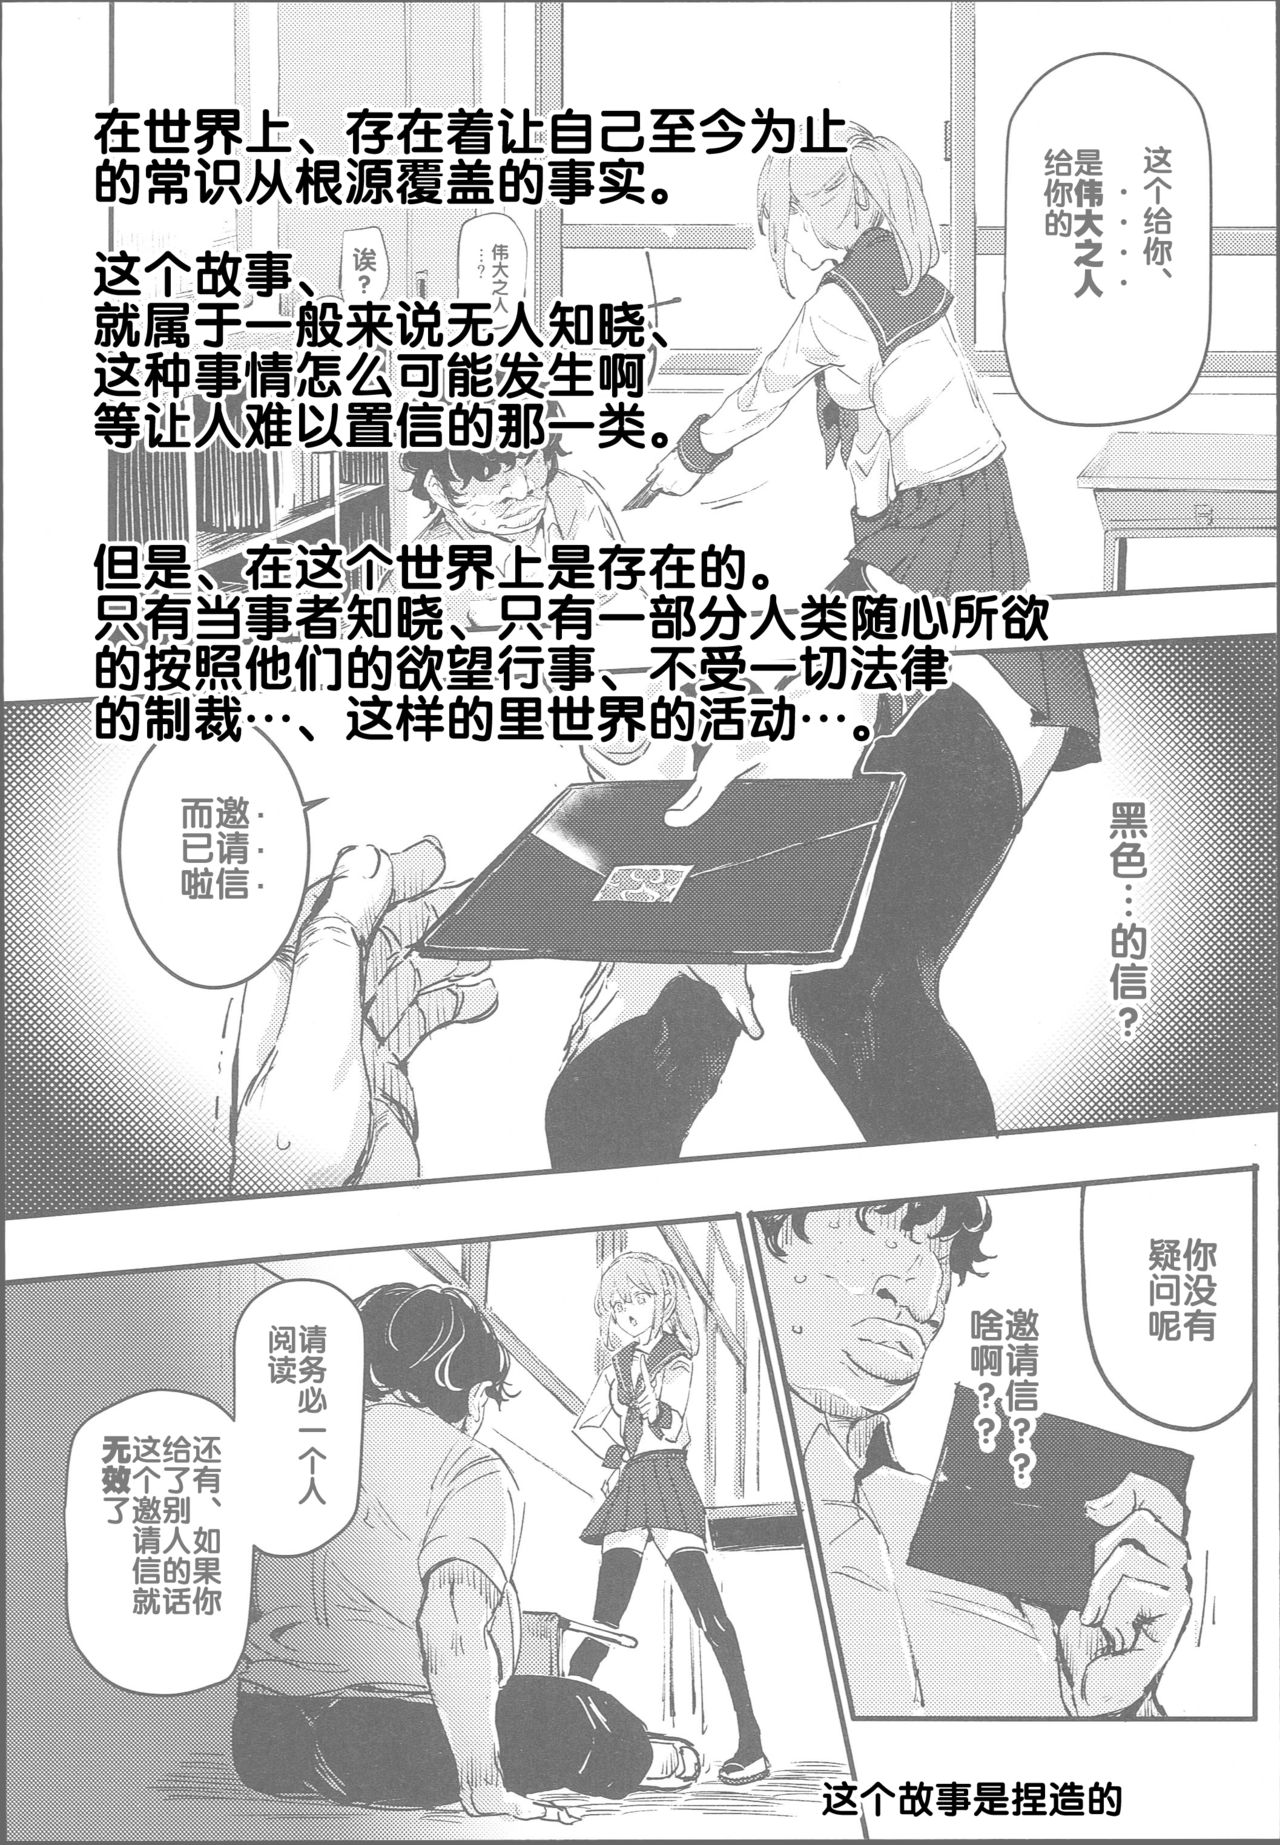 在世界上、存在着让自己至今为止
的常识从根源覆盖的事实。
这个故事、
就属于一般来说无人知晓、
这种事情怎么可能发生啊
等让人难以置信的那一类。
但是、在这个世界上是存在的。
只有当事者知晓、只有一部分人类随心所欲
的按照他们的欲望行事、不受一切法律
的制裁…、这样的里世界的活动…。
这个给你、
是伟大之人
给你的
伟大之人
…?
诶?
黑色…的信?
邀请信
而已啦
你没有
疑问呢
邀请信??
啥啊??
请务必一个人
阅读
还有、如果你
给了别人的话
这个邀请信就
无效了
这个故事是捏造的